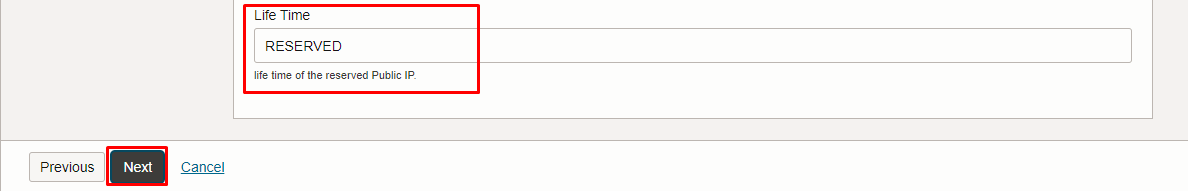 Life Time
RESERVED
life time of the reserved Public IP.
Previous Next Cancel